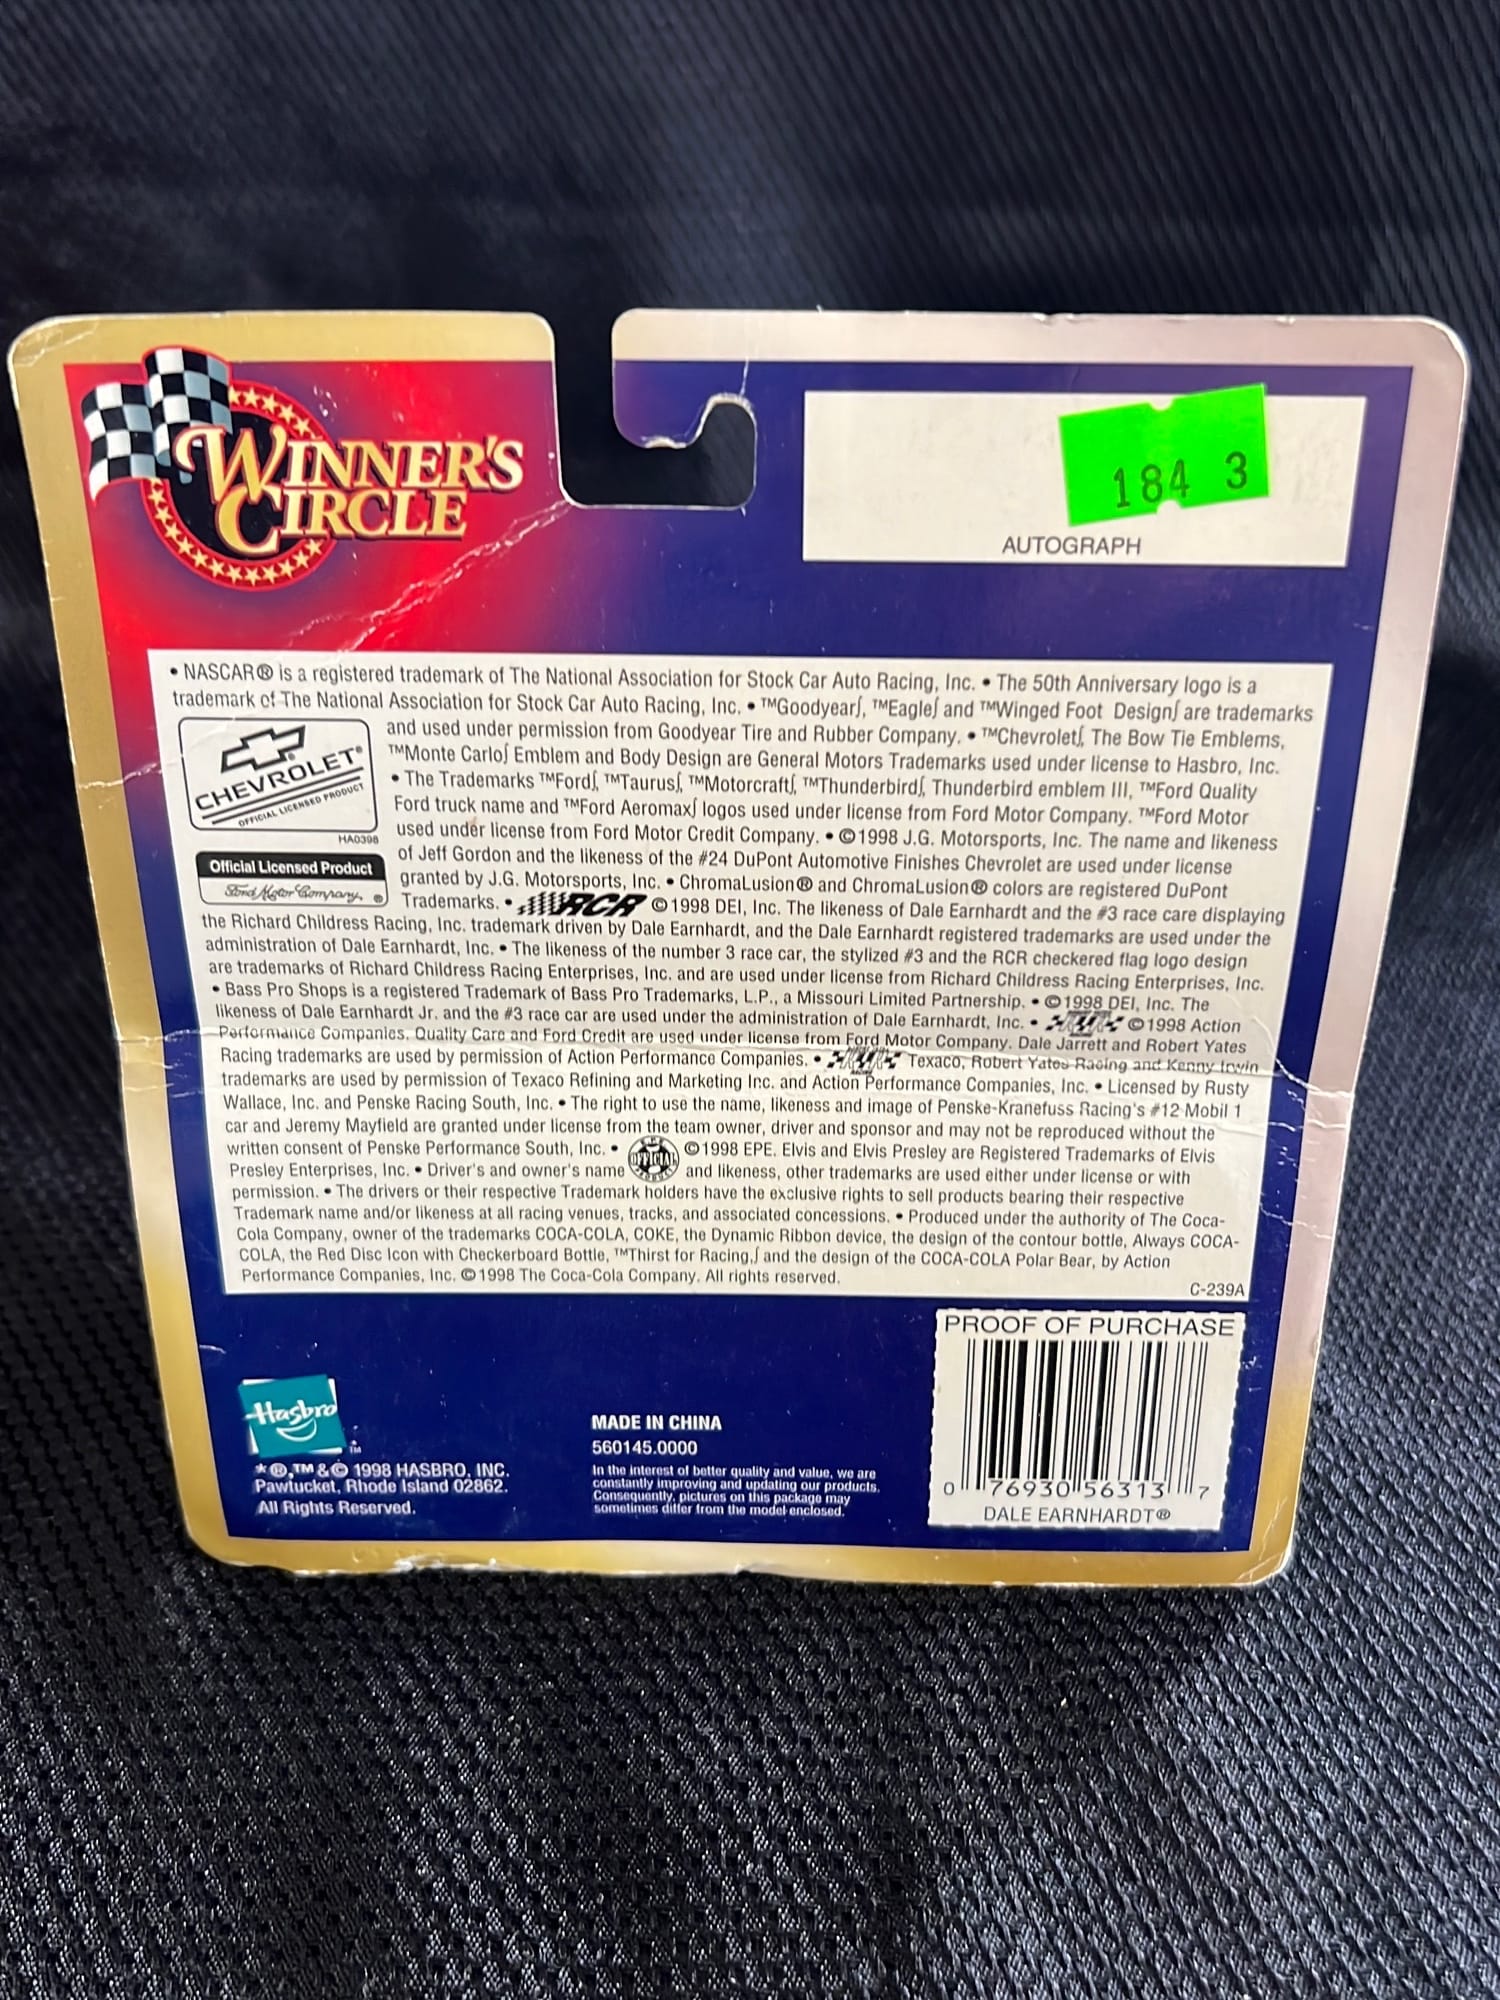 WINNER'S
CIRCLE
184 3
AUTOGRAPH
• NASCAR® is a registered trademark of The National Association for Stock Car Auto Racing, Inc. • The 50th Anniversary logo is a
trademark of The National Association for Stock Car Auto Racing, Inc. • ™Goodyear∫, ™Eagle∫ and ™Winged Foot Design∫ are trademarks
and used under permission from Goodyear Tire and Rubber Company. • ™Chevrolet∫, The Bow Tie Emblems,
™Monte Carlo∫ Emblem and Body Design are General Motors Trademarks used under license to Hasbro, Inc.
CHEVROLET®
OFFICIAL LICENSED PRODUCT
HA0398
• The Trademarks ™Ford∫, ™Taurus∫, ™Motorcraft∫, ™Thunderbird∫, Thunderbird emblem III, ™Ford Quality
Ford truck name and ™Ford Aeromax∫ logos used under license from Ford Motor Company. ™Ford Motor
used under license from Ford Motor Credit Company. • ©1998 J.G. Motorsports, Inc. The name and likeness
of Jeff Gordon and the likeness of the #24 DuPont Automotive Finishes Chevrolet are used under license
Official Licensed Product
Ford Motor Company ®
granted by J.G. Motorsports, Inc. • ChromaLusion® and ChromaLusion® colors are registered DuPont
Trademarks. • RCR ©1998 DEI, Inc. The likeness of Dale Earnhardt and the #3 race care displaying
the Richard Childress Racing, Inc. trademark driven by Dale Earnhardt, and the Dale Earnhardt registered trademarks are used under the
administration of Dale Earnhardt, Inc. • The likeness of the number 3 race car, the stylized #3 and the RCR checkered flag logo design
are trademarks of Richard Childress Racing Enterprises, Inc. and are used under license from Richard Childress Racing Enterprises, Inc.
• Bass Pro Shops is a registered Trademark of Bass Pro Trademarks, L.P., a Missouri Limited Partnership. • ©1998 DEI, Inc. The
likeness of Dale Earnhardt Jr. and the #3 race car are used under the administration of Dale Earnhardt, Inc. • ©1998 Action
Performance Companies. Quality Care and Ford Credit are used under license from Ford Motor Company. Dale Jarrett and Robert Yates
Racing trademarks are used by permission of Action Performance Companies. • Texaco, Robert Yates Racing and Kenny Irwin
trademarks are used by permission of Texaco Refining and Marketing Inc. and Action Performance Companies, Inc. • Licensed by Rusty
Wallace, Inc. and Penske Racing South, Inc. • The right to use the name, likeness and image of Penske-Kranefuss Racing's #12 Mobil 1
car and Jeremy Mayfield are granted under license from the team owner, driver and sponsor and may not be reproduced without the
written consent of Penske Performance South, Inc. • OFFICIAL ©1998 EPE. Elvis and Elvis Presley are Registered Trademarks of Elvis
Presley Enterprises, Inc. • Driver's and owner's name and likeness, other trademarks are used either under license or with
permission. • The drivers or their respective Trademark holders have the exclusive rights to sell products bearing their respective
Trademark name and/or likeness at all racing venues, tracks, and associated concessions. • Produced under the authority of The Coca-
Cola Company, owner of the trademarks COCA-COLA, COKE, the Dynamic Ribbon device, the design of the contour bottle, Always COCA-
COLA, the Red Disc Icon with Checkerboard Bottle, ™Thirst for Racing,∫ and the design of the COCA-COLA Polar Bear, by Action
Performance Companies, Inc. ©1998 The Coca-Cola Company. All rights reserved.
C-239A
Hasbro
™
* ®,™ & © 1998 HASBRO, INC.
Pawtucket, Rhode Island 02862.
All Rights Reserved.
MADE IN CHINA
560145.0000
In the interest of better quality and value, we are
constantly improving and updating our products.
Consequently, pictures on this package may
sometimes differ from the model enclosed.
PROOF OF PURCHASE
0 76930 56313 7
DALE EARNHARDT®